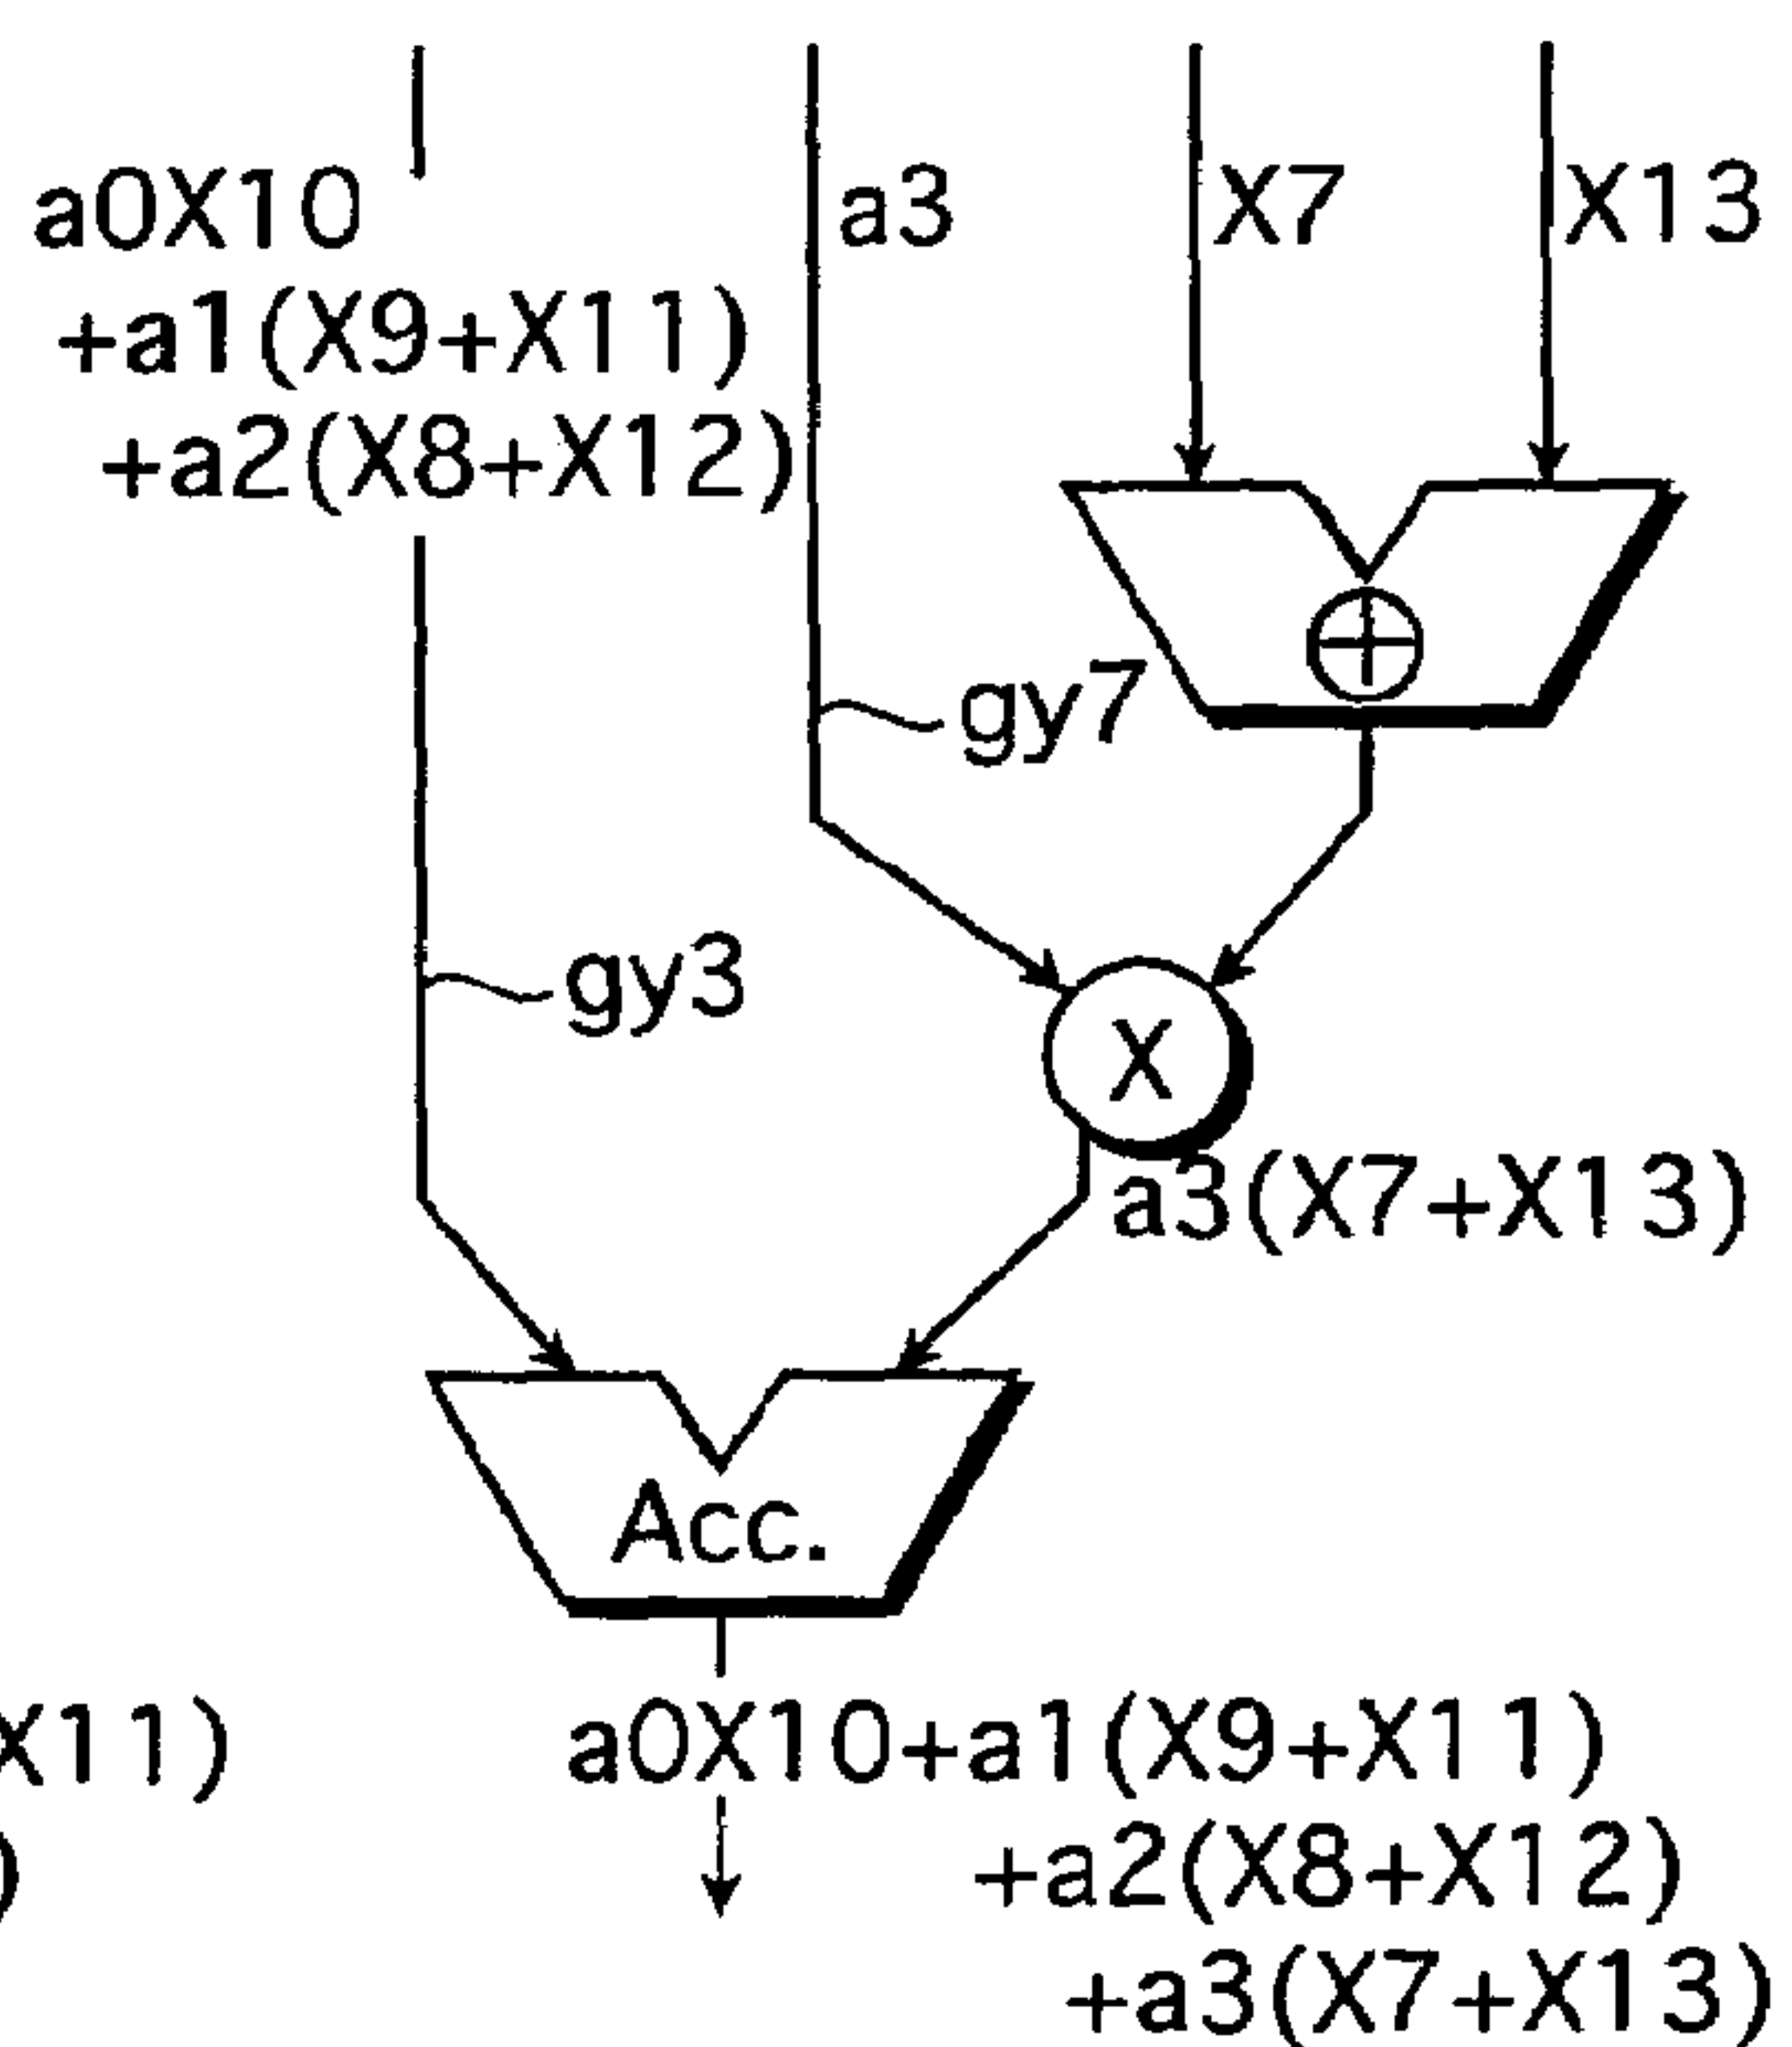 a0X10
+a1(X9+X11)
+a2(X8+X12)
a3
X7
X13
gy7
gy3
X
a3(X7+X13)
Acc.
X11)
)
a0X10+a1(X9+X11)
+a2(X8+X12)
+a3(X7+X13)